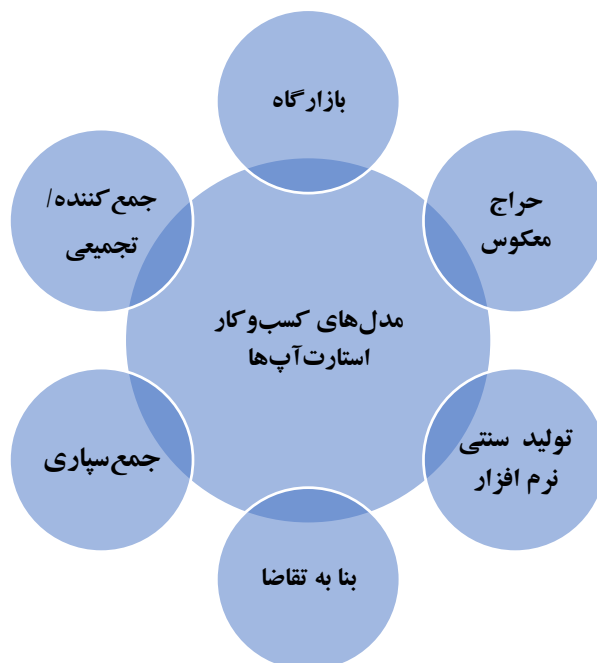 بازارگاه
حراج
معکوس
جمع‌کننده/
تجمیعی
مدل‌های کسب‌وکار
استارت‌آپ‌ها
تولید سنتی
نرم افزار
جمع‌سپاری
بنا به تقاضا